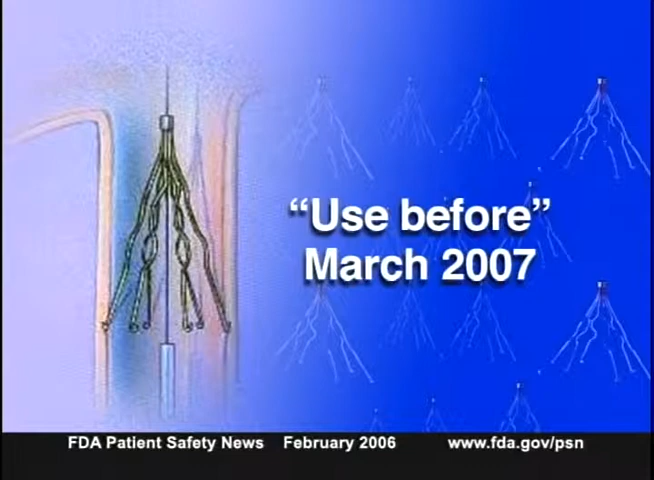 “Use before”
March 2007
FDA Patient Safety News February 2006 www.fda.gov/psn